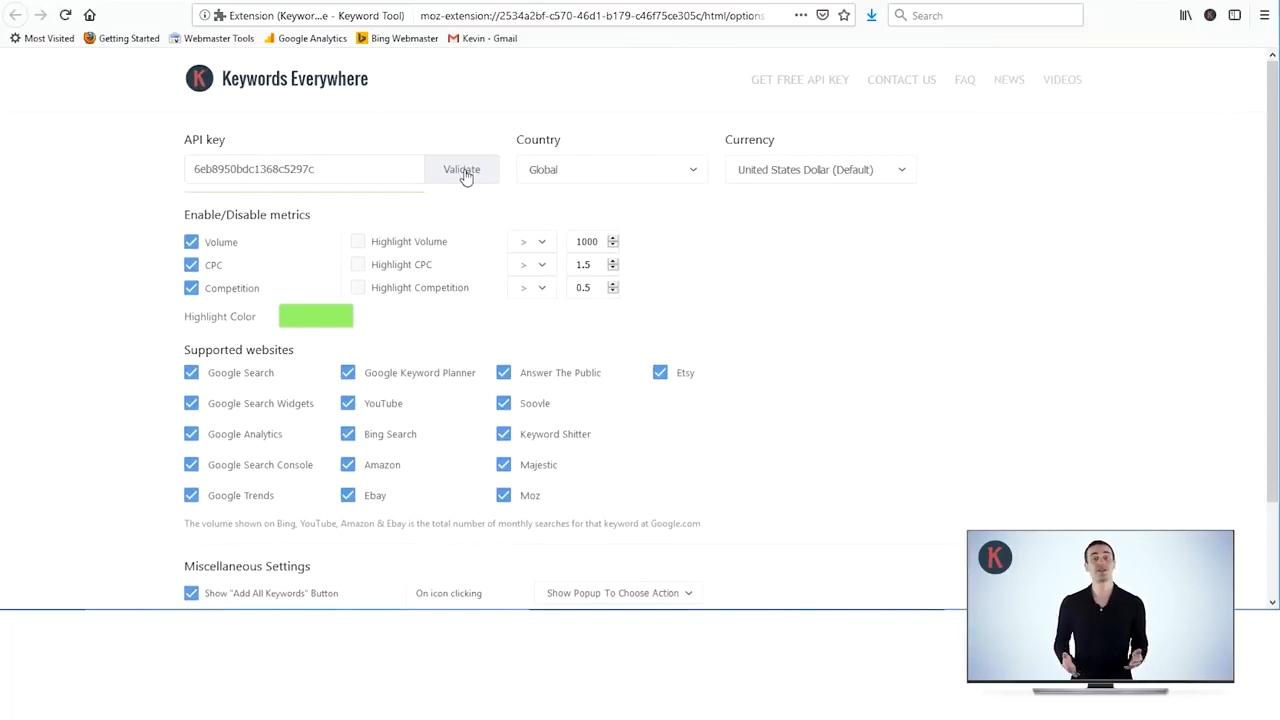 Extension (Keywor...e - Keyword Tool) moz-extension://2534a2bf-c570-46d1-b179-c46f75ce305c/html/options Search
Most Visited Getting Started Webmaster Tools Google Analytics Bing Webmaster Kevin - Gmail
K Keywords Everywhere GET FREE API KEY CONTACT US FAQ NEWS VIDEOS
API key Country Currency
6eb8950bdc1368c5297c Validate Global United States Dollar (Default)
Enable/Disable metrics
Volume Highlight Volume > 1000
CPC Highlight CPC > 1.5
Competition Highlight Competition > 0.5
Highlight Color
Supported websites
Google Search Google Keyword Planner Answer The Public Etsy
Google Search Widgets YouTube Soovle
Google Analytics Bing Search Keyword Shitter
Google Search Console Amazon Majestic
Google Trends Ebay Moz
The volume shown on Bing, YouTube, Amazon & Ebay is the total number of monthly searches for that keyword at Google.com
Miscellaneous Settings
Show "Add All Keywords" Button On icon clicking Show Popup To Choose Action
K